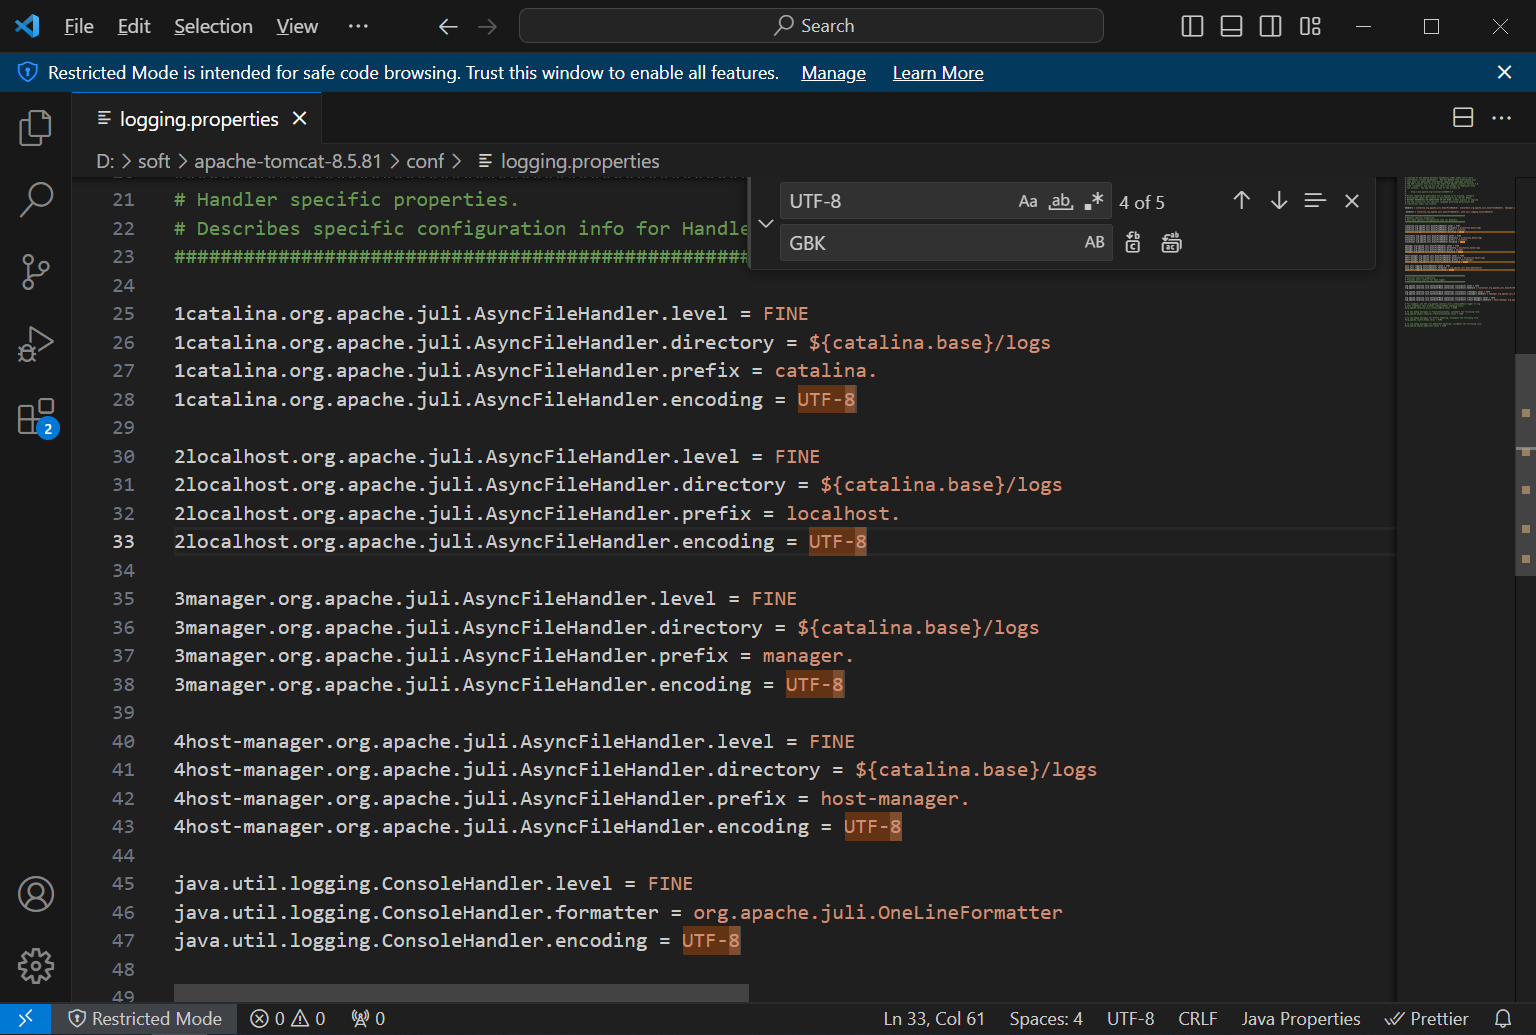 File Edit Selection View ··· Search
Restricted Mode is intended for safe code browsing. Trust this window to enable all features. Manage Learn More
logging.properties
D: > soft > apache-tomcat-8.5.81 > conf > logging.properties
UTF-8 Aa ab .* 4 of 5
GBK AB
21 # Handler specific properties.
22 # Describes specific configuration info for Handle
23 ##################################################
24
25 1catalina.org.apache.juli.AsyncFileHandler.level = FINE
26 1catalina.org.apache.juli.AsyncFileHandler.directory = ${catalina.base}/logs
27 1catalina.org.apache.juli.AsyncFileHandler.prefix = catalina.
28 1catalina.org.apache.juli.AsyncFileHandler.encoding = UTF-8
29
30 2localhost.org.apache.juli.AsyncFileHandler.level = FINE
31 2localhost.org.apache.juli.AsyncFileHandler.directory = ${catalina.base}/logs
32 2localhost.org.apache.juli.AsyncFileHandler.prefix = localhost.
33 2localhost.org.apache.juli.AsyncFileHandler.encoding = UTF-8
34
35 3manager.org.apache.juli.AsyncFileHandler.level = FINE
36 3manager.org.apache.juli.AsyncFileHandler.directory = ${catalina.base}/logs
37 3manager.org.apache.juli.AsyncFileHandler.prefix = manager.
38 3manager.org.apache.juli.AsyncFileHandler.encoding = UTF-8
39
40 4host-manager.org.apache.juli.AsyncFileHandler.level = FINE
41 4host-manager.org.apache.juli.AsyncFileHandler.directory = ${catalina.base}/logs
42 4host-manager.org.apache.juli.AsyncFileHandler.prefix = host-manager.
43 4host-manager.org.apache.juli.AsyncFileHandler.encoding = UTF-8
44
45 java.util.logging.ConsoleHandler.level = FINE
46 java.util.logging.ConsoleHandler.formatter = org.apache.juli.OneLineFormatter
47 java.util.logging.ConsoleHandler.encoding = UTF-8
48
49
2
Restricted Mode 0 0 0 Ln 33, Col 61 Spaces: 4 UTF-8 CRLF Java Properties Prettier